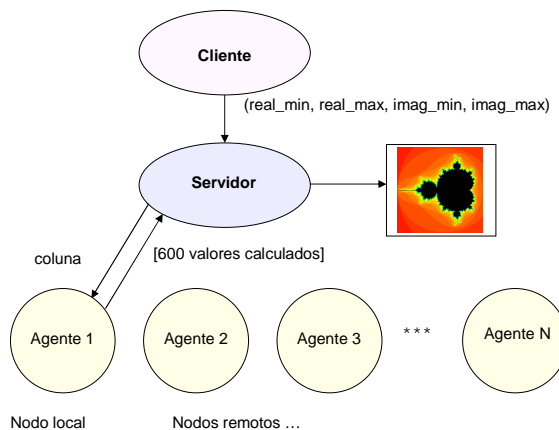 Cliente
(real_min, real_max, imag_min, imag_max)
Servidor
coluna
[600 valores calculados]
Agente 1
Agente 2
Agente 3
***
Agente N
Nodo local
Nodos remotos ...